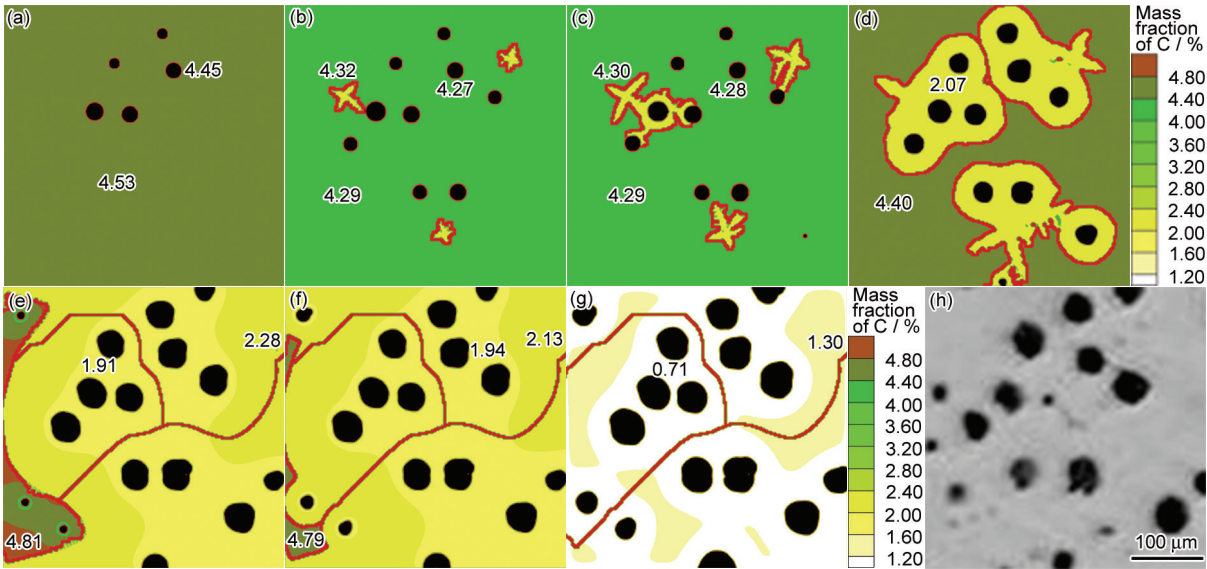 (a)
4.45
4.53
(b)
4.32
4.27
4.29
(c)
4.30
4.28
4.29
(d)
2.07
4.40
Mass
fraction
of C / %
4.80
4.40
4.00
3.60
3.20
2.80
2.40
2.00
1.60
1.20
(e)
1.91
2.28
4.81
(f)
1.94
2.13
4.79
(g)
0.71
1.30
Mass
fraction
of C / %
4.80
4.40
4.00
3.60
3.20
2.80
2.40
2.00
1.60
1.20
(h)
100 μm